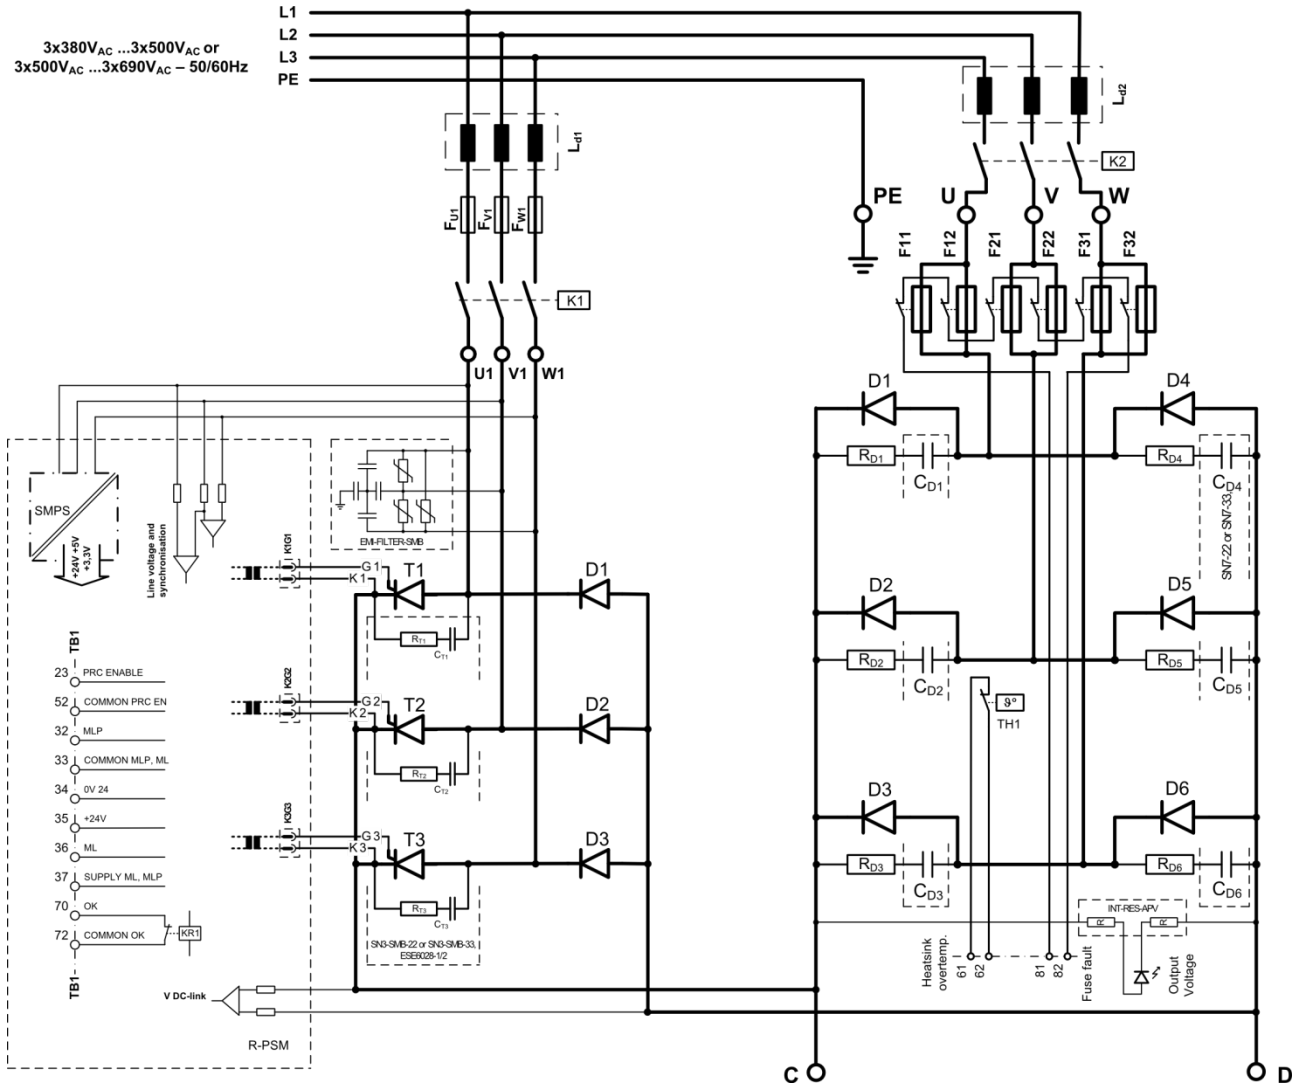 L1
3x380VAC ...3x500VAC or
3x500VAC ...3x690VAC – 50/60Hz
L2
L3
PE
Ld1
Ld2
K2
PE
U
V
W
FU1
FV1
FW1
F11
F12
F21
F22
F31
F32
K1
U1
V1
W1
SMPS
+24V +5V
+3,3V
Line voltage and
synchronisation
EMI-FILTER-SMB
K1G1
G1
K1
T1
D1
RT1
CT1
K2G2
G2
K2
T2
D2
RT2
CT2
K3G3
G3
K3
T3
D3
RT3
CT3
SN3-SMB-22 or SN3-SMB-33,
ESE6028-1/2
TB1
23 PRC ENABLE
52 COMMON PRC EN
32 MLP
33 COMMON MLP, ML
34 0V 24
35 +24V
36 ML
37 SUPPLY ML, MLP
70 OK
72 COMMON OK
KR1
TB1
V DC-link
R-PSM
D1
D4
RD1
CD1
RD4
CD4
SN7-22 or SN7-33,
D2
D5
RD2
CD2
RD5
CD5
ϑ°
TH1
D3
D6
RD3
CD3
RD6
CD6
INT-RES-APV
R
R
Heatsink
overtemp.
61
62
81
82
Fuse fault
Output
Voltage
C
D